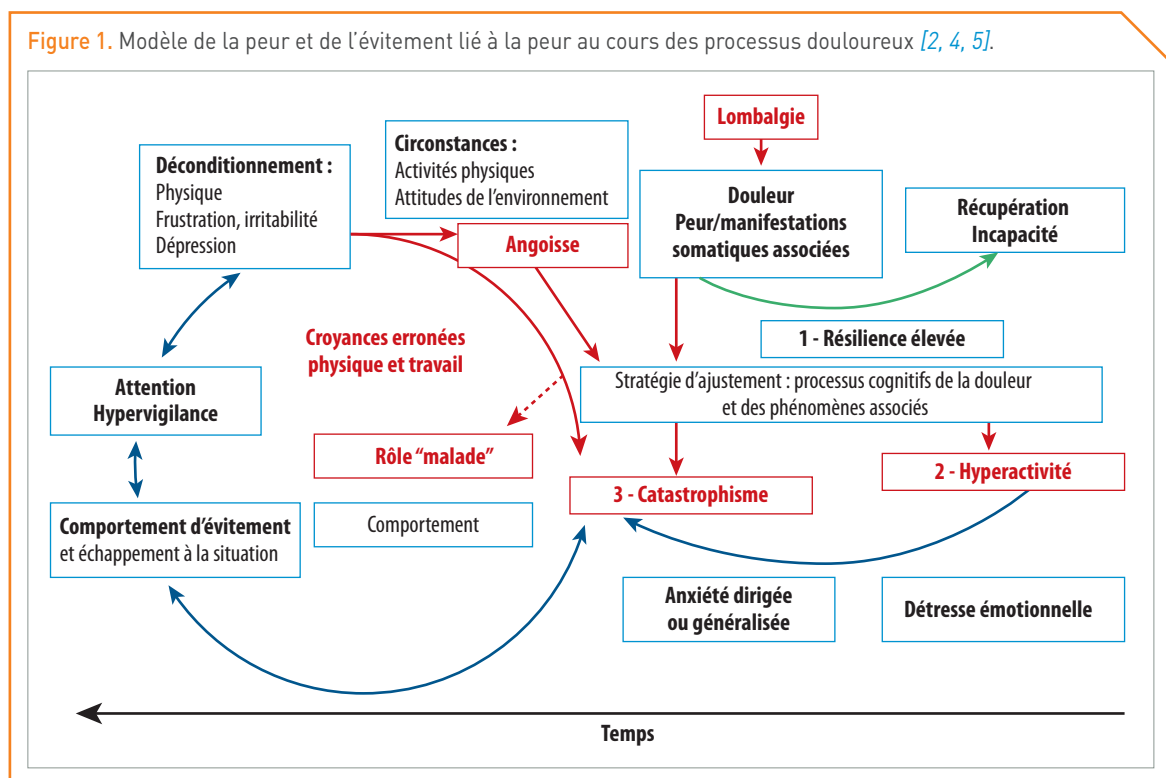 Figure 1. Modèle de la peur et de l'évitement lié à la peur au cours des processus douloureux [2, 4, 5].
Lombalgie
Circonstances :
Activités physiques
Attitudes de l'environnement
Déconditionnement :
Physique
Frustration, irritabilité
Dépression
Douleur
Peur/manifestations
somatiques associées
Récupération
Incapacité
Angoisse
1 - Résilience élevée
Croyances erronées
physique et travail
Stratégie d'ajustement : processus cognitifs de la douleur
et des phénomènes associés
Attention
Hypervigilance
Rôle "malade"
2 - Hyperactivité
3 - Catastrophisme
Comportement d'évitement
et échappement à la situation
Comportement
Anxiété dirigée
ou généralisée
Détresse émotionnelle
Temps